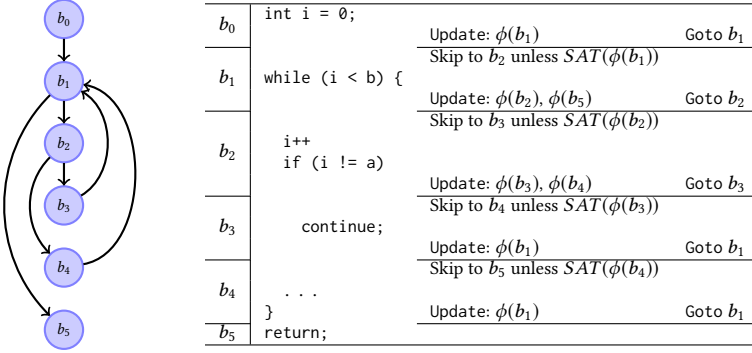 b₀
b₁
b₂
b₃
b₄
b₅
b₀ int i = 0;
Update: ϕ(b₁) Goto b₁
Skip to b₂ unless SAT(ϕ(b₁))
b₁ while (i < b) {
Update: ϕ(b₂), ϕ(b₅) Goto b₂
Skip to b₃ unless SAT(ϕ(b₂))
i++
b₂ if (i != a)
Update: ϕ(b₃), ϕ(b₄) Goto b₃
Skip to b₄ unless SAT(ϕ(b₃))
b₃ continue;
Update: ϕ(b₁) Goto b₁
Skip to b₅ unless SAT(ϕ(b₄))
b₄ ...
} Update: ϕ(b₁) Goto b₁
b₅ return;